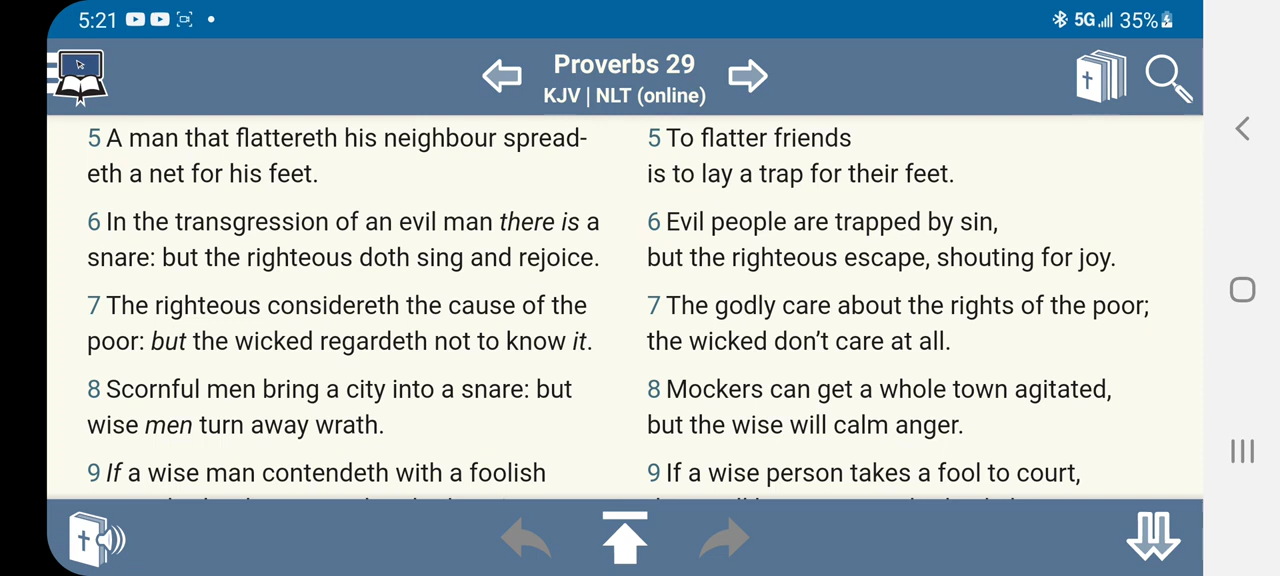 5:21
5G 35%
Proverbs 29
KJV | NLT (online)
5 A man that flattereth his neighbour spread-
eth a net for his feet.
6 In the transgression of an evil man there is a
snare: but the righteous doth sing and rejoice.
7 The righteous considereth the cause of the
poor: but the wicked regardeth not to know it.
8 Scornful men bring a city into a snare: but
wise men turn away wrath.
9 If a wise man contendeth with a foolish
5 To flatter friends
is to lay a trap for their feet.
6 Evil people are trapped by sin,
but the righteous escape, shouting for joy.
7 The godly care about the rights of the poor;
the wicked don’t care at all.
8 Mockers can get a whole town agitated,
but the wise will calm anger.
9 If a wise person takes a fool to court,